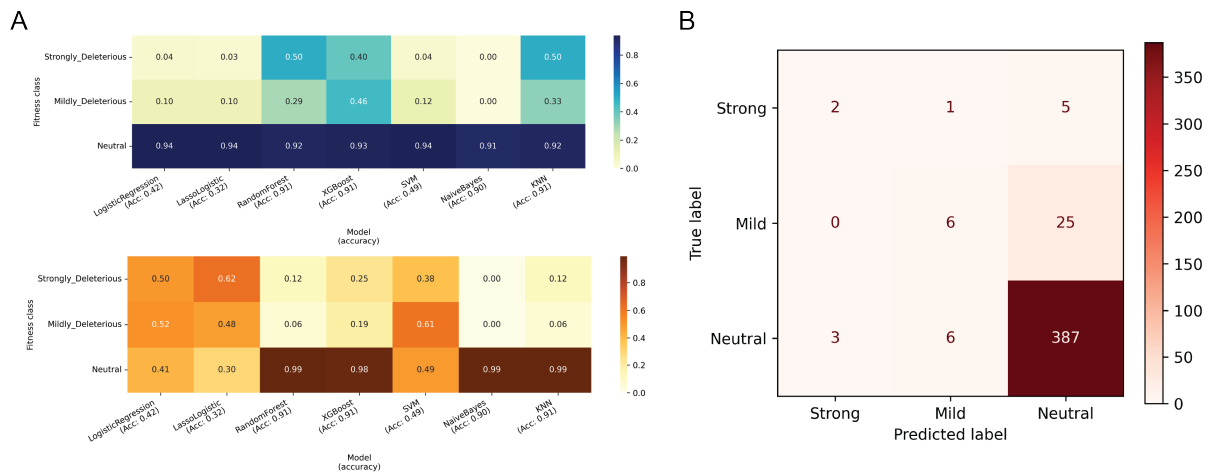 A
Strongly_Deleterious 0.04 0.03 0.50 0.40 0.04 0.00 0.50
Mildly_Deleterious 0.10 0.10 0.29 0.46 0.12 0.00 0.33
Neutral 0.94 0.94 0.92 0.93 0.94 0.91 0.92
Fitness class
0.8
0.6
0.4
0.2
0.0
LogisticRegression
(Acc: 0.42)
LassoLogistic
(Acc: 0.32)
RandomForest
(Acc: 0.91)
XGBoost
(Acc: 0.91)
SVM
(Acc: 0.49)
NaiveBayes
(Acc: 0.90)
KNN
(Acc: 0.91)
Model
(accuracy)
Strongly_Deleterious 0.50 0.62 0.12 0.25 0.38 0.00 0.12
Mildly_Deleterious 0.52 0.48 0.06 0.19 0.61 0.00 0.06
Neutral 0.41 0.30 0.99 0.98 0.49 0.99 0.99
Fitness class
0.8
0.6
0.4
0.2
0.0
LogisticRegression
(Acc: 0.42)
LassoLogistic
(Acc: 0.32)
RandomForest
(Acc: 0.91)
XGBoost
(Acc: 0.91)
SVM
(Acc: 0.49)
NaiveBayes
(Acc: 0.90)
KNN
(Acc: 0.91)
Model
(accuracy)
B
True label
Strong 2 1 5
Mild 0 6 25
Neutral 3 6 387
Strong Mild Neutral
Predicted label
350
300
250
200
150
100
50
0